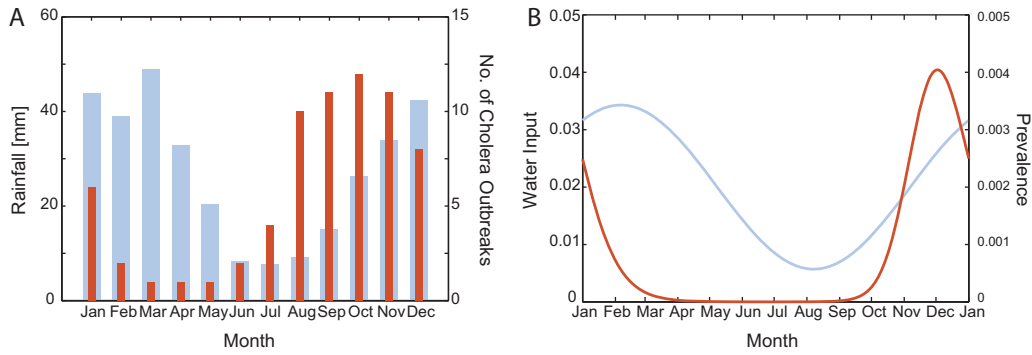 A
Rainfall [mm]
60
40
20
0
15
10
5
0
No. of Cholera Outbreaks
Jan Feb Mar Apr May Jun Jul Aug Sep Oct Nov Dec
Month
B
Water Input
0.05
0.04
0.03
0.02
0.01
0
0.005
0.004
0.003
0.002
0.001
0
Prevalence
Jan Feb Mar Apr May Jun Jul Aug Sep Oct Nov Dec Jan
Month